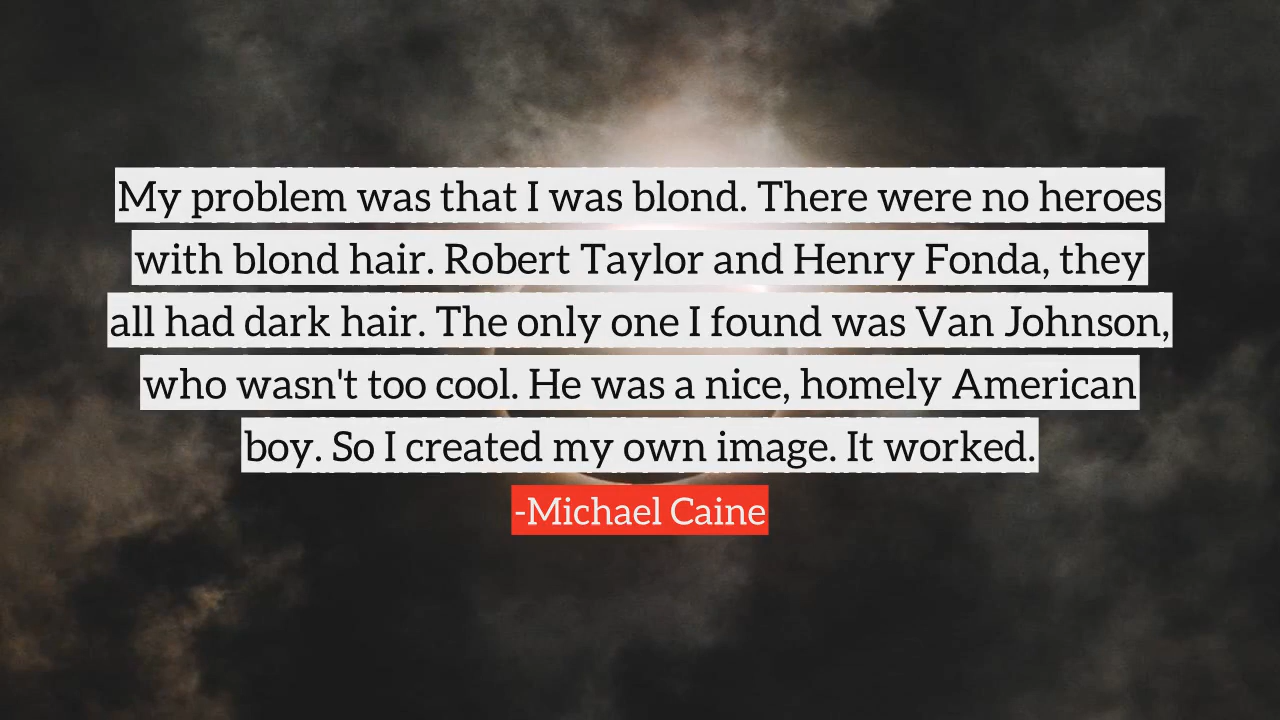 My problem was that I was blond. There were no heroes
with blond hair. Robert Taylor and Henry Fonda, they
all had dark hair. The only one I found was Van Johnson,
who wasn't too cool. He was a nice, homely American
boy. So I created my own image. It worked.
-Michael Caine